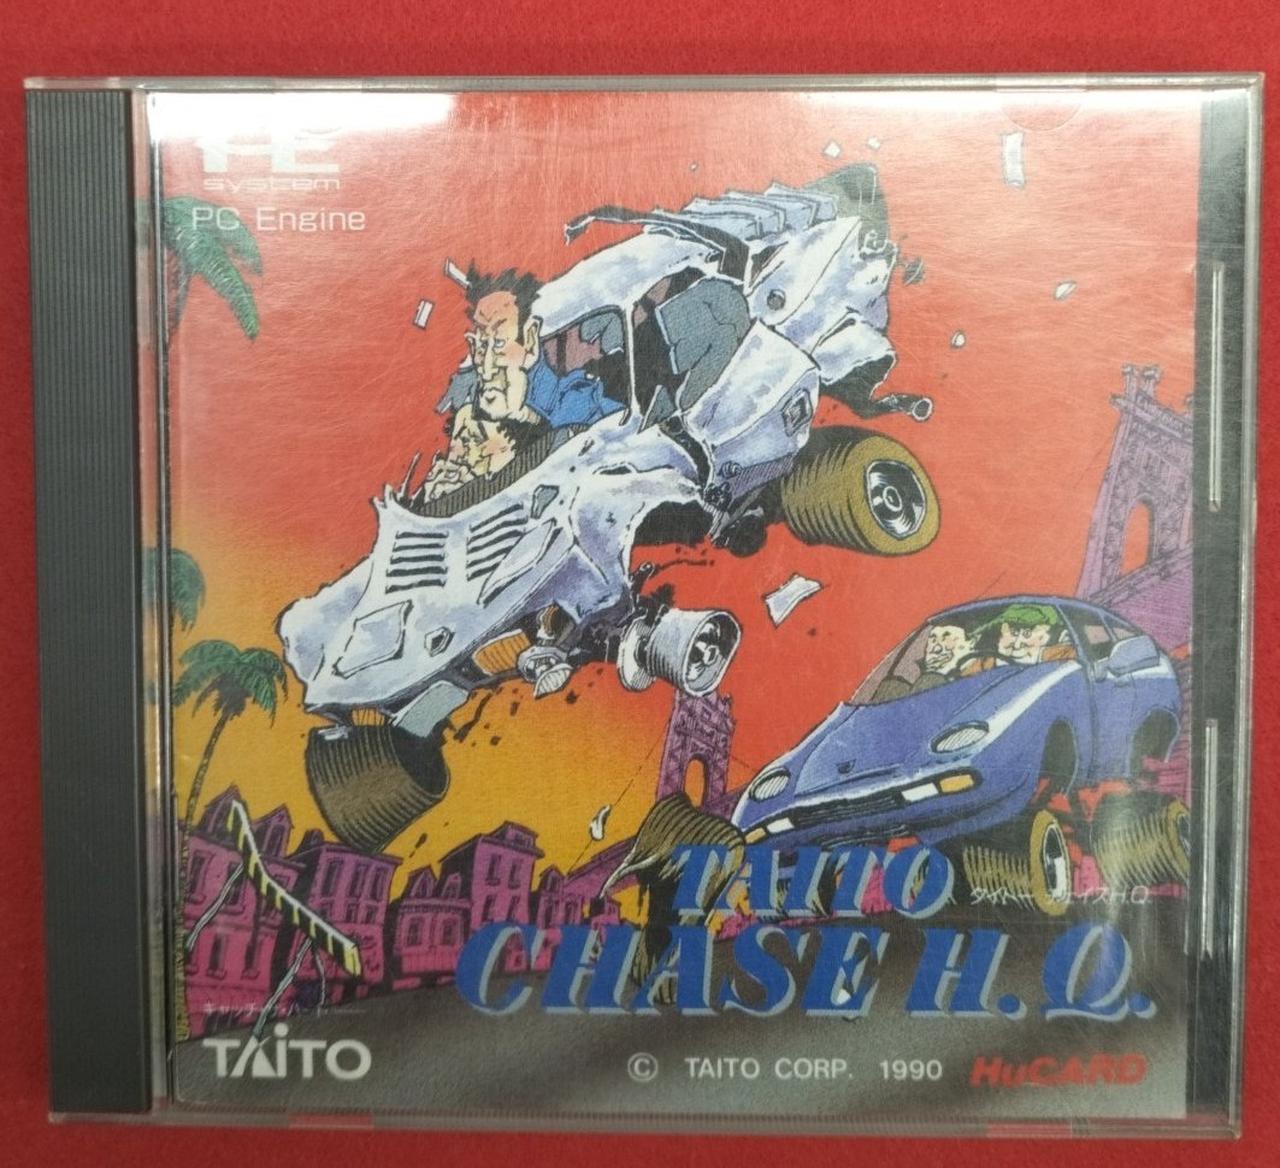 PC
system
PC Engine
TAITO
タイトー チェイスH.Q.
CHASE H.Q.
TAITO
© TAITO CORP. 1990 HuCARD